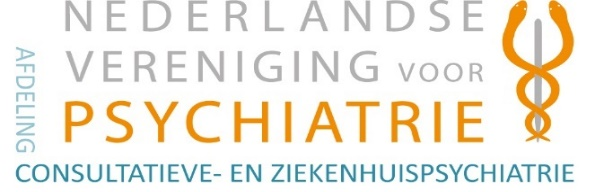 NEDERLANDSE
VERENIGING VOOR
PSYCHIATRIE
AFDELING
CONSULTATIEVE- EN ZIEKENHUISPSYCHIATRIE